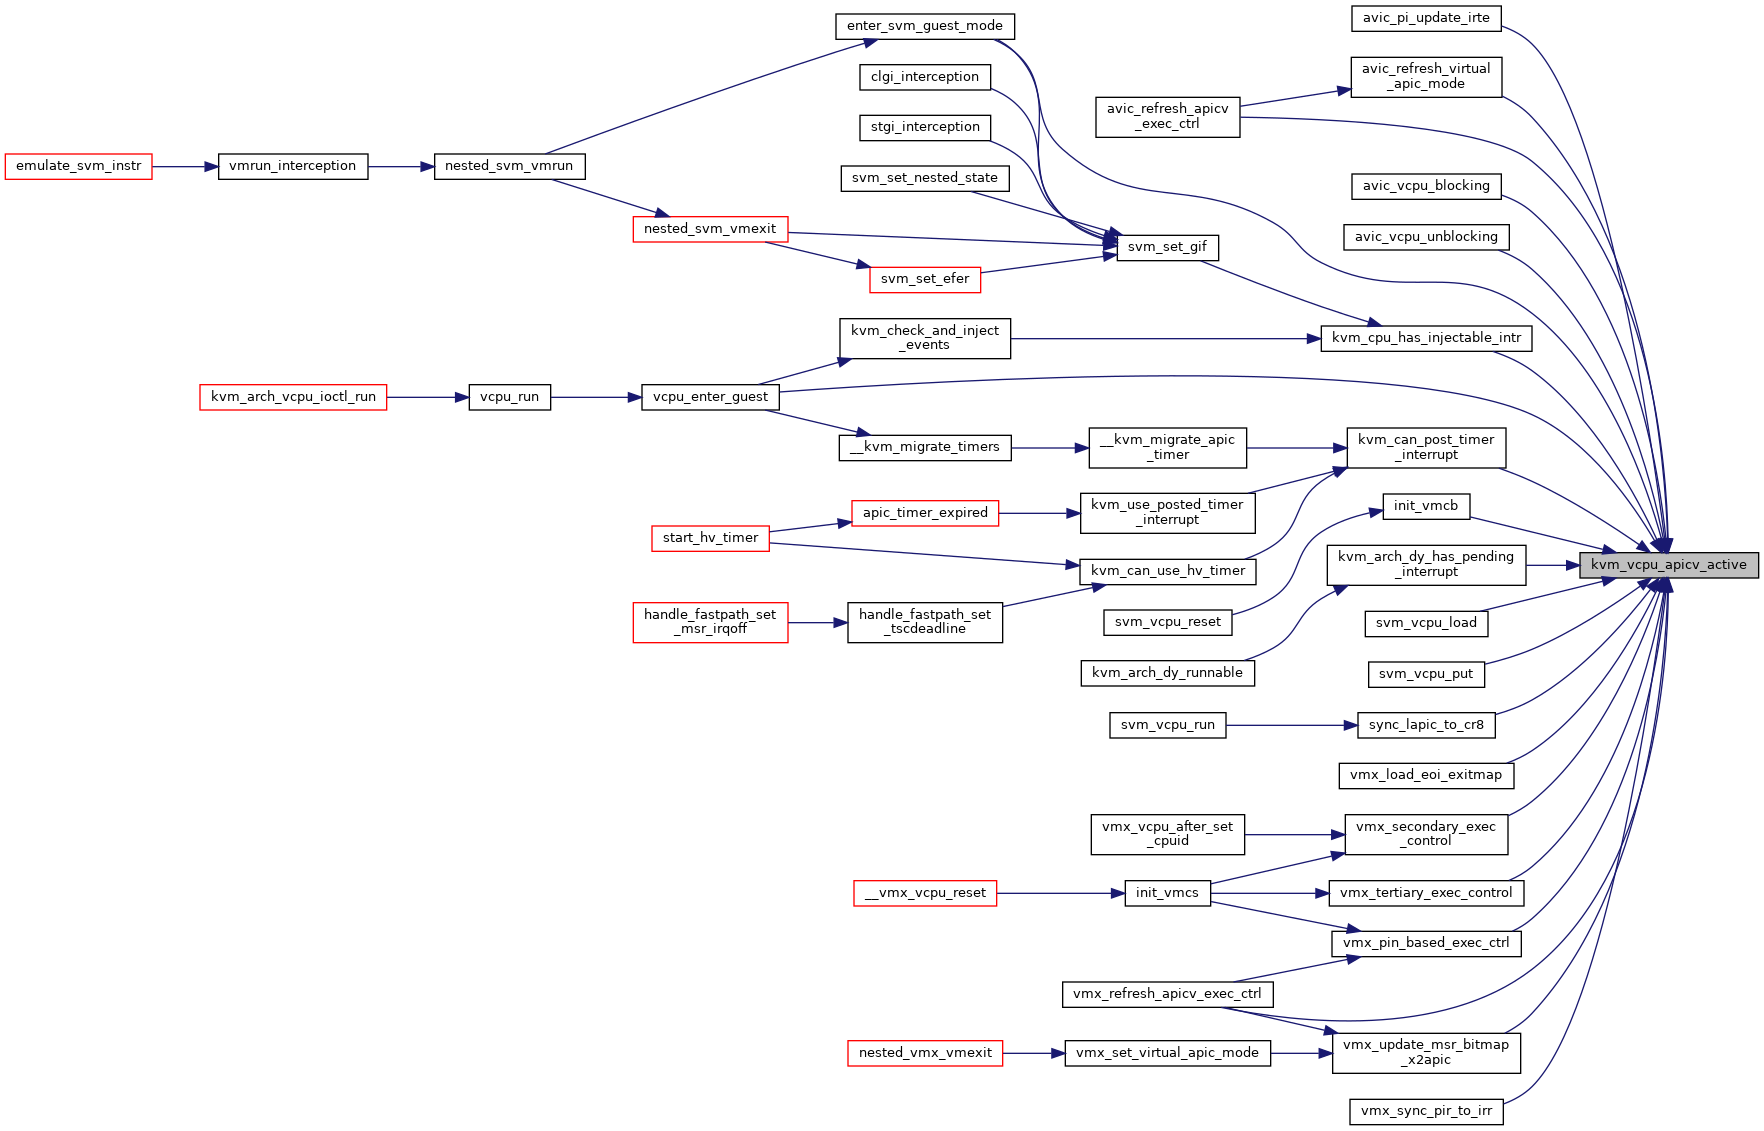 avic_pi_update_irte
enter_svm_guest_mode
avic_refresh_virtual
_apic_mode
clgi_interception
avic_refresh_apicv
_exec_ctrl
stgi_interception
emulate_svm_instr
vmrun_interception
nested_svm_vmrun
svm_set_nested_state
avic_vcpu_blocking
nested_svm_vmexit
avic_vcpu_unblocking
svm_set_gif
svm_set_efer
kvm_check_and_inject
_events
kvm_cpu_has_injectable_intr
kvm_arch_vcpu_ioctl_run
vcpu_run
vcpu_enter_guest
__kvm_migrate_timers
__kvm_migrate_apic
_timer
kvm_can_post_timer
_interrupt
apic_timer_expired
kvm_use_posted_timer
_interrupt
init_vmcb
start_hv_timer
kvm_can_use_hv_timer
kvm_arch_dy_has_pending
_interrupt
kvm_vcpu_apicv_active
handle_fastpath_set
_msr_irqoff
handle_fastpath_set
_tscdeadline
svm_vcpu_reset
svm_vcpu_load
kvm_arch_dy_runnable
svm_vcpu_put
svm_vcpu_run
sync_lapic_to_cr8
vmx_load_eoi_exitmap
vmx_vcpu_after_set
_cpuid
vmx_secondary_exec
_control
__vmx_vcpu_reset
init_vmcs
vmx_tertiary_exec_control
vmx_pin_based_exec_ctrl
vmx_refresh_apicv_exec_ctrl
nested_vmx_vmexit
vmx_set_virtual_apic_mode
vmx_update_msr_bitmap
_x2apic
vmx_sync_pir_to_irr